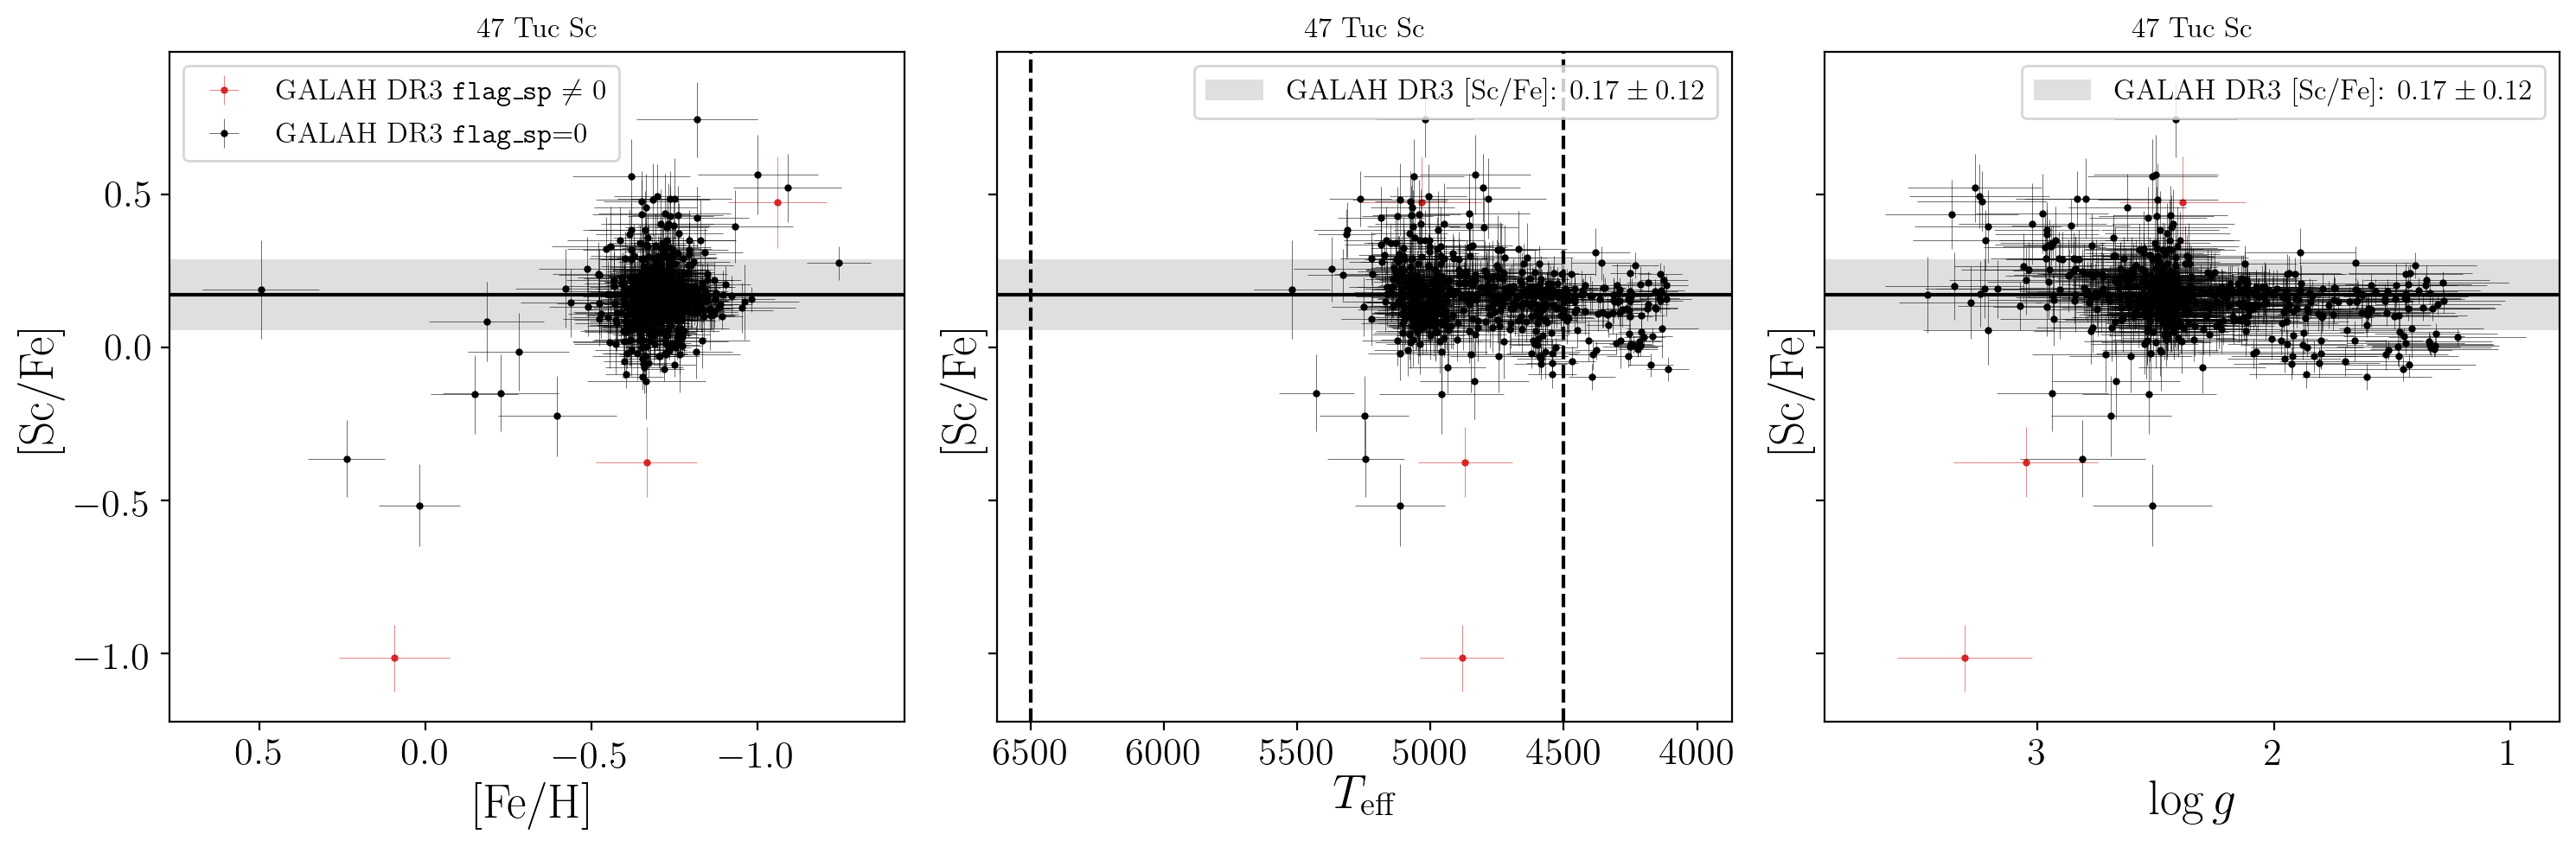 47 Tuc Sc
GALAH DR3 flag_sp ≠ 0
GALAH DR3 flag_sp=0
0.5
0.0
−0.5
−1.0
[Sc/Fe]
0.5 0.0 −0.5 −1.0
[Fe/H]
47 Tuc Sc
GALAH DR3 [Sc/Fe]: 0.17 ± 0.12
[Sc/Fe]
6500 6000 5500 5000 4500 4000
T_eff
47 Tuc Sc
GALAH DR3 [Sc/Fe]: 0.17 ± 0.12
[Sc/Fe]
3 2 1
log g